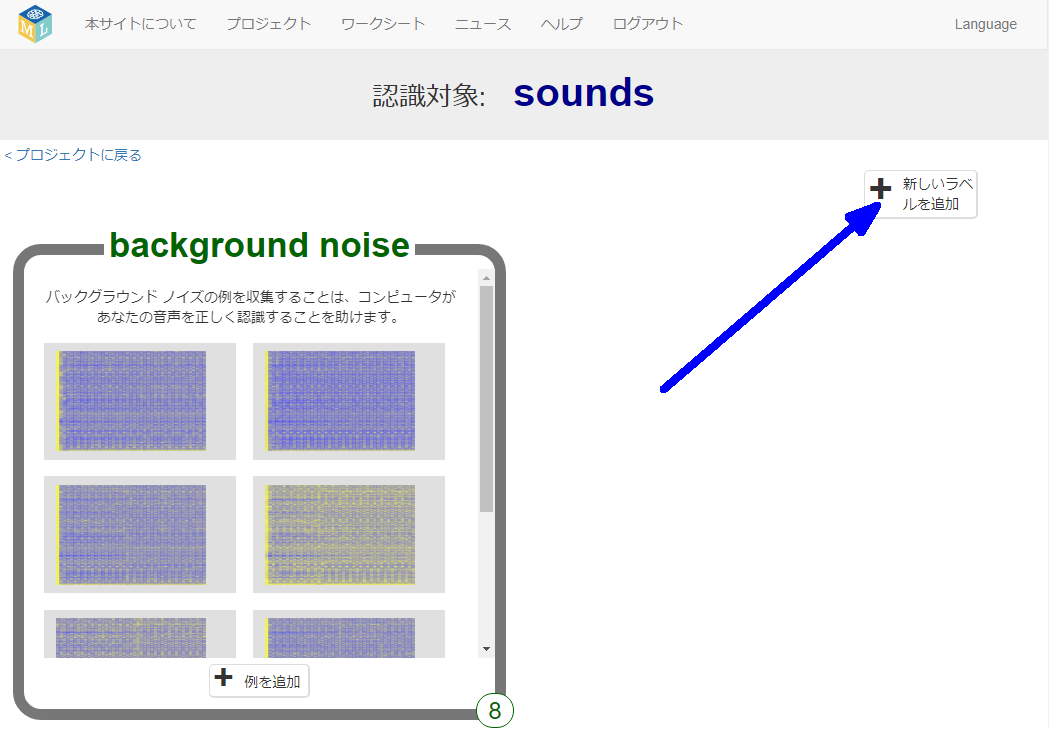 ML
本サイトについて プロジェクト ワークシート ニュース ヘルプ ログアウト Language
認識対象: sounds
< プロジェクトに戻る
新しいラベ
ルを追加
background noise
バックグラウンド ノイズの例を収集することは、コンピュータが
あなたの音声を正しく認識することを助けます。
例を追加
8